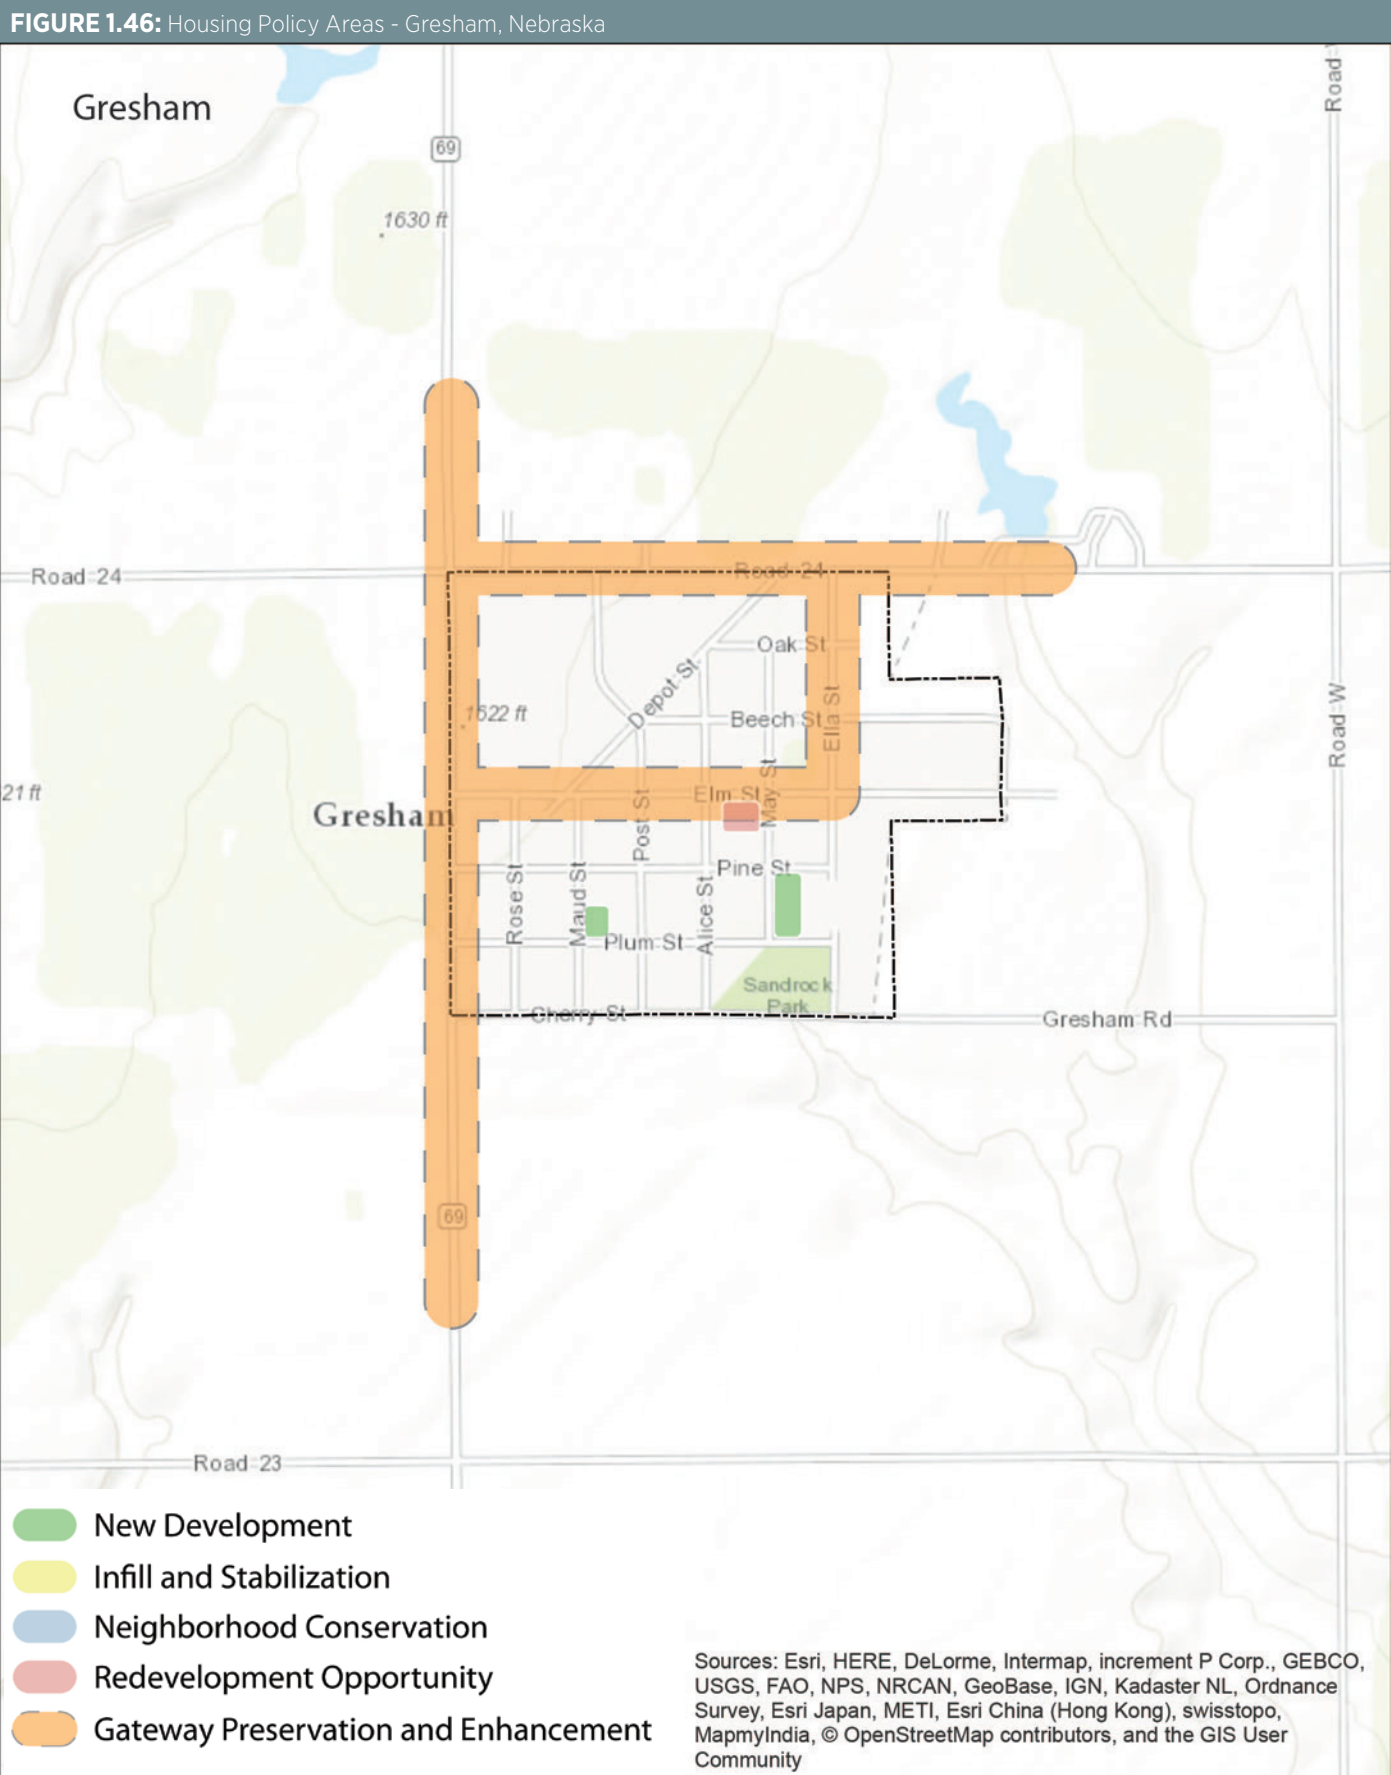 FIGURE 1.46: Housing Policy Areas - Gresham, Nebraska
Gresham
69
Road
1630 ft
Road 24
Road 24
Oak St
Depot St.
1622 ft
Beech St
Ella St
Road W
21 ft
Gresham
Elm St
May St
Post St
Pine St
Rose St
Maud St
Alice St
Plum St
Sandrock
Park
Cherry St
Gresham Rd
69
Road 23
New Development
Infill and Stabilization
Neighborhood Conservation
Redevelopment Opportunity
Gateway Preservation and Enhancement
Sources: Esri, HERE, DeLorme, Intermap, increment P Corp., GEBCO,
USGS, FAO, NPS, NRCAN, GeoBase, IGN, Kadaster NL, Ordnance
Survey, Esri Japan, METI, Esri China (Hong Kong), swisstopo,
MapmyIndia, © OpenStreetMap contributors, and the GIS User
Community